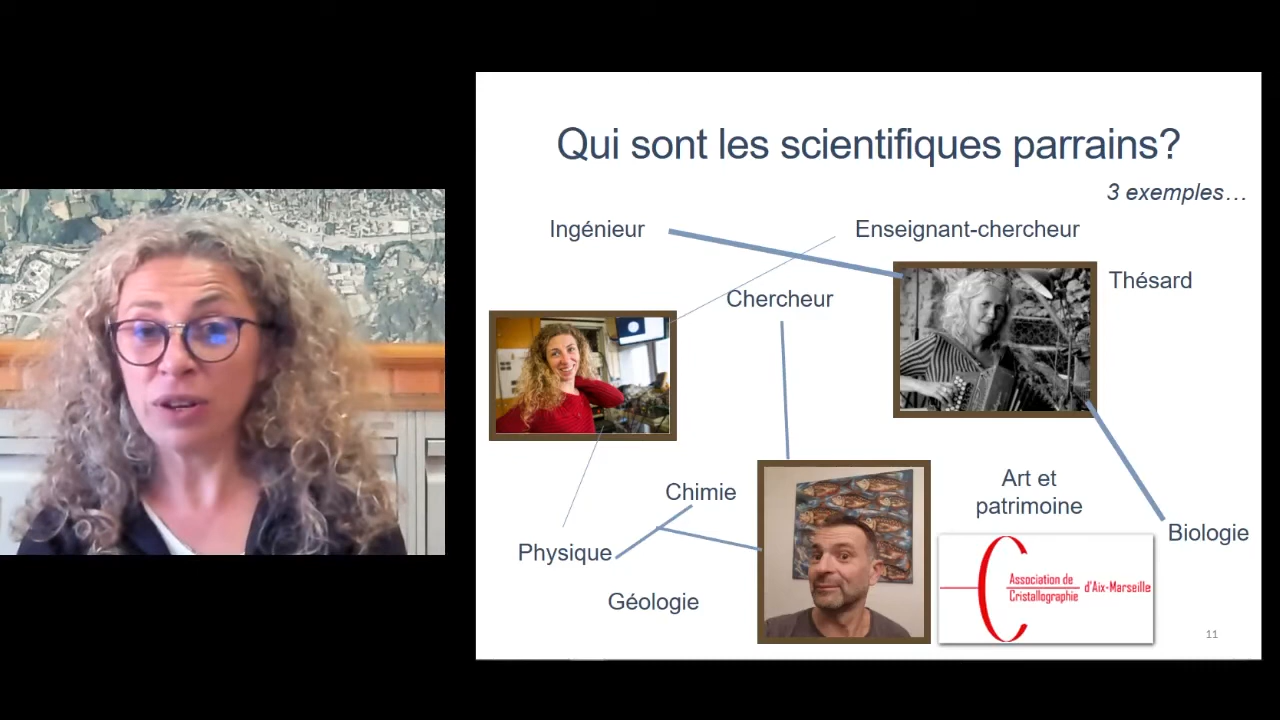 Qui sont les scientifiques parrains?
3 exemples…
Ingénieur
Enseignant-chercheur
Thésard
Chercheur
Chimie
Art et
patrimoine
Physique
Biologie
Géologie
Association de
Cristallographie
d'Aix-Marseille
11